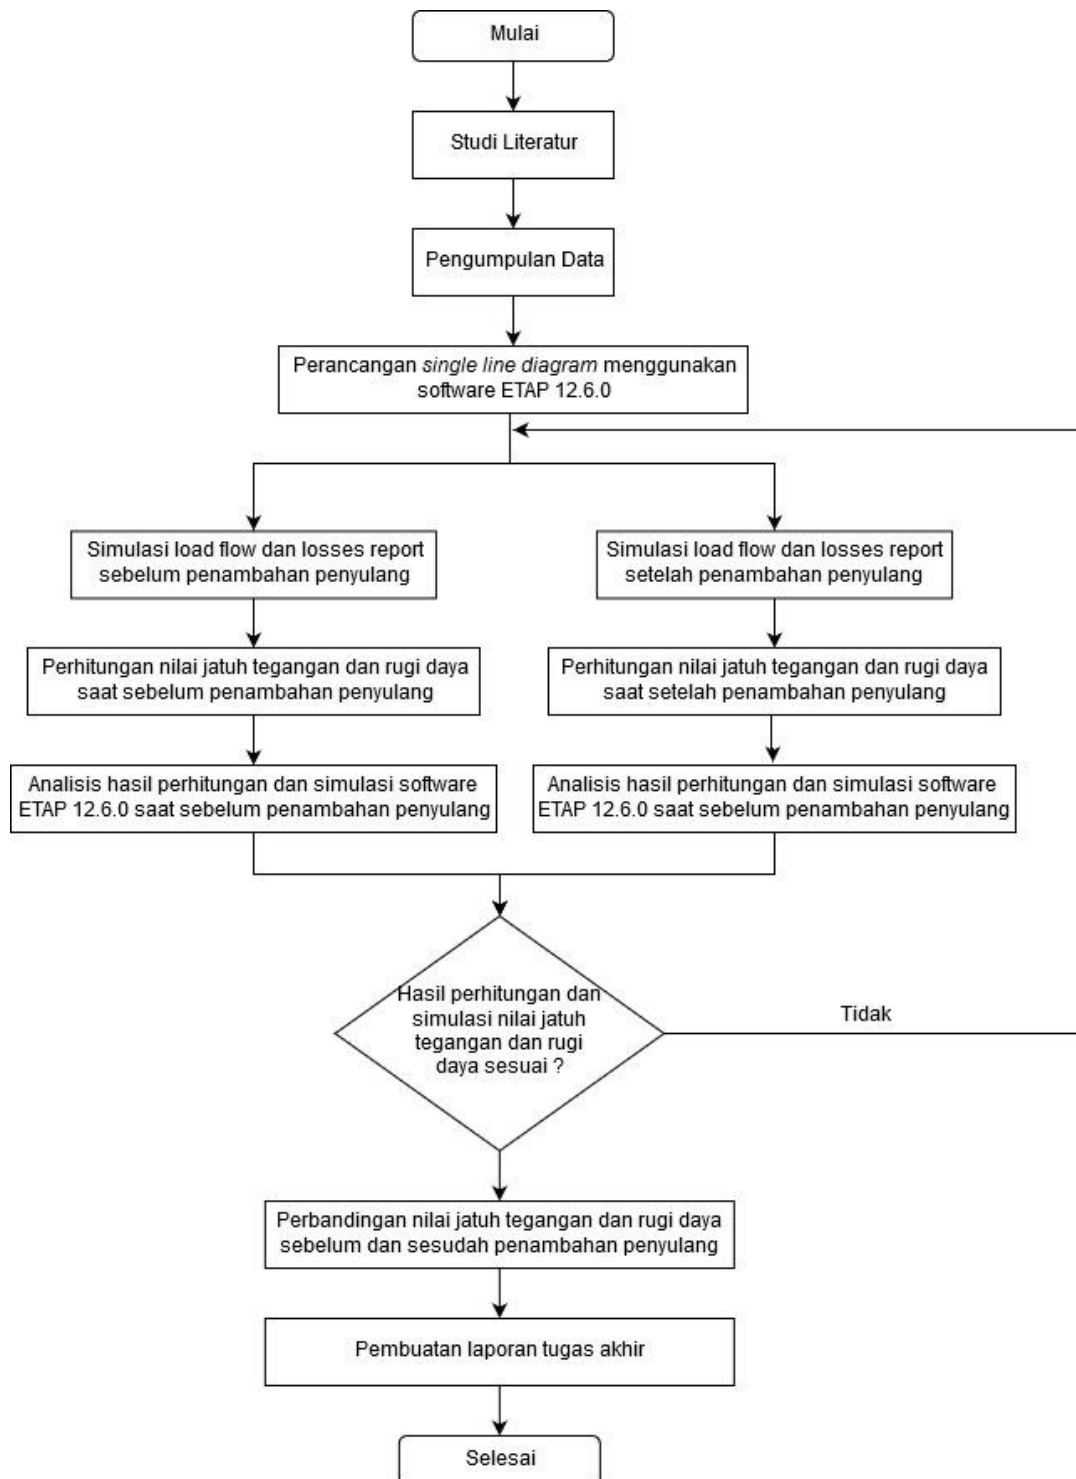 Mulai
Studi Literatur
Pengumpulan Data
Perancangan single line diagram menggunakan
software ETAP 12.6.0
Simulasi load flow dan losses report
sebelum penambahan penyulang
Simulasi load flow dan losses report
setelah penambahan penyulang
Perhitungan nilai jatuh tegangan dan rugi daya
saat sebelum penambahan penyulang
Perhitungan nilai jatuh tegangan dan rugi daya
saat setelah penambahan penyulang
Analisis hasil perhitungan dan simulasi software
ETAP 12.6.0 saat sebelum penambahan penyulang
Analisis hasil perhitungan dan simulasi software
ETAP 12.6.0 saat sebelum penambahan penyulang
Hasil perhitungan dan
simulasi nilai jatuh
tegangan dan rugi
daya sesuai ?
Tidak
Perbandingan nilai jatuh tegangan dan rugi daya
sebelum dan sesudah penambahan penyulang
Pembuatan laporan tugas akhir
Selesai